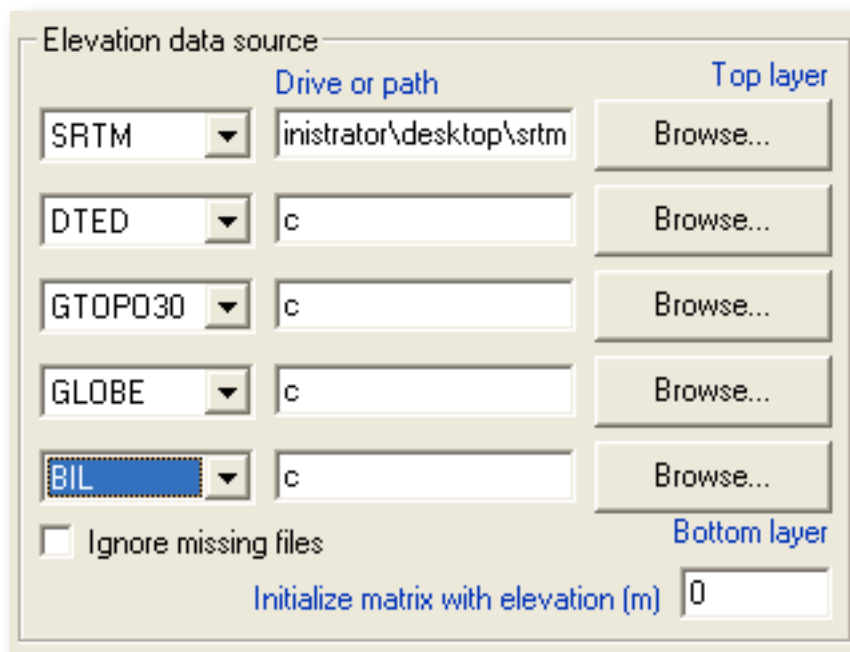 Elevation data source
Drive or path Top layer
SRTM inistrator\desktop\srtm Browse...
DTED c Browse...
GTOPO30 c Browse...
GLOBE c Browse...
BIL c Browse...
Ignore missing files Bottom layer
Initialize matrix with elevation (m) 0